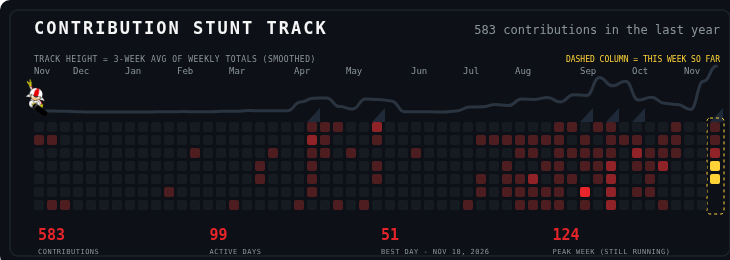 CONTRIBUTION STUNT TRACK
583 contributions in the last year
TRACK HEIGHT = 3-WEEK AVG OF WEEKLY TOTALS (SMOOTHED)
DASHED COLUMN = THIS WEEK SO FAR
Nov Dec Jan Feb Mar Apr May Jun Jul Aug Sep Oct Nov
583 99 51 124
CONTRIBUTIONS ACTIVE DAYS BEST DAY - NOV 18, 2026 PEAK WEEK (STILL RUNNING)